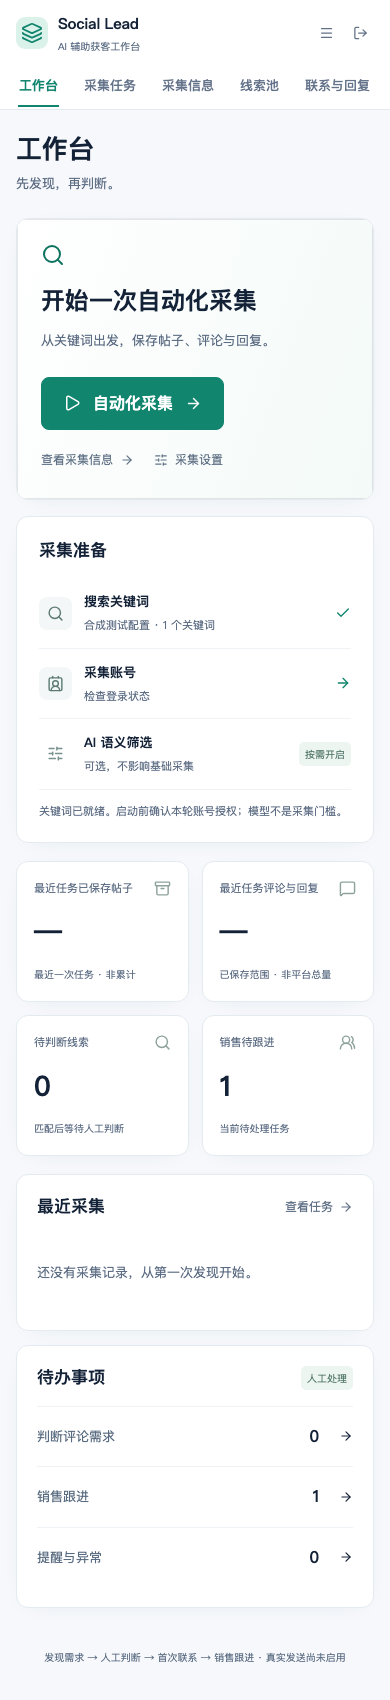 Social Lead
AI 辅助获客工作台
工作台 采集任务 采集信息 线索池 联系与回复
工作台
先发现，再判断。
开始一次自动化采集
从关键词出发，保存帖子、评论与回复。
自动化采集
查看采集信息 采集设置
采集准备
搜索关键词
合成测试配置 · 1 个关键词
采集账号
检查登录状态
AI 语义筛选
可选，不影响基础采集
按需开启
关键词已就绪。启动前确认本轮账号授权；模型不是采集门槛。
最近任务已保存帖子
—
最近一次任务 · 非累计
最近任务评论与回复
—
已保存范围 · 非平台总量
待判断线索
0
匹配后等待人工判断
销售待跟进
1
当前待处理任务
最近采集 查看任务
还没有采集记录，从第一次发现开始。
待办事项 人工处理
判断评论需求 0
销售跟进 1
提醒与异常 0
发现需求 → 人工判断 → 首次联系 → 销售跟进 · 真实发送尚未启用